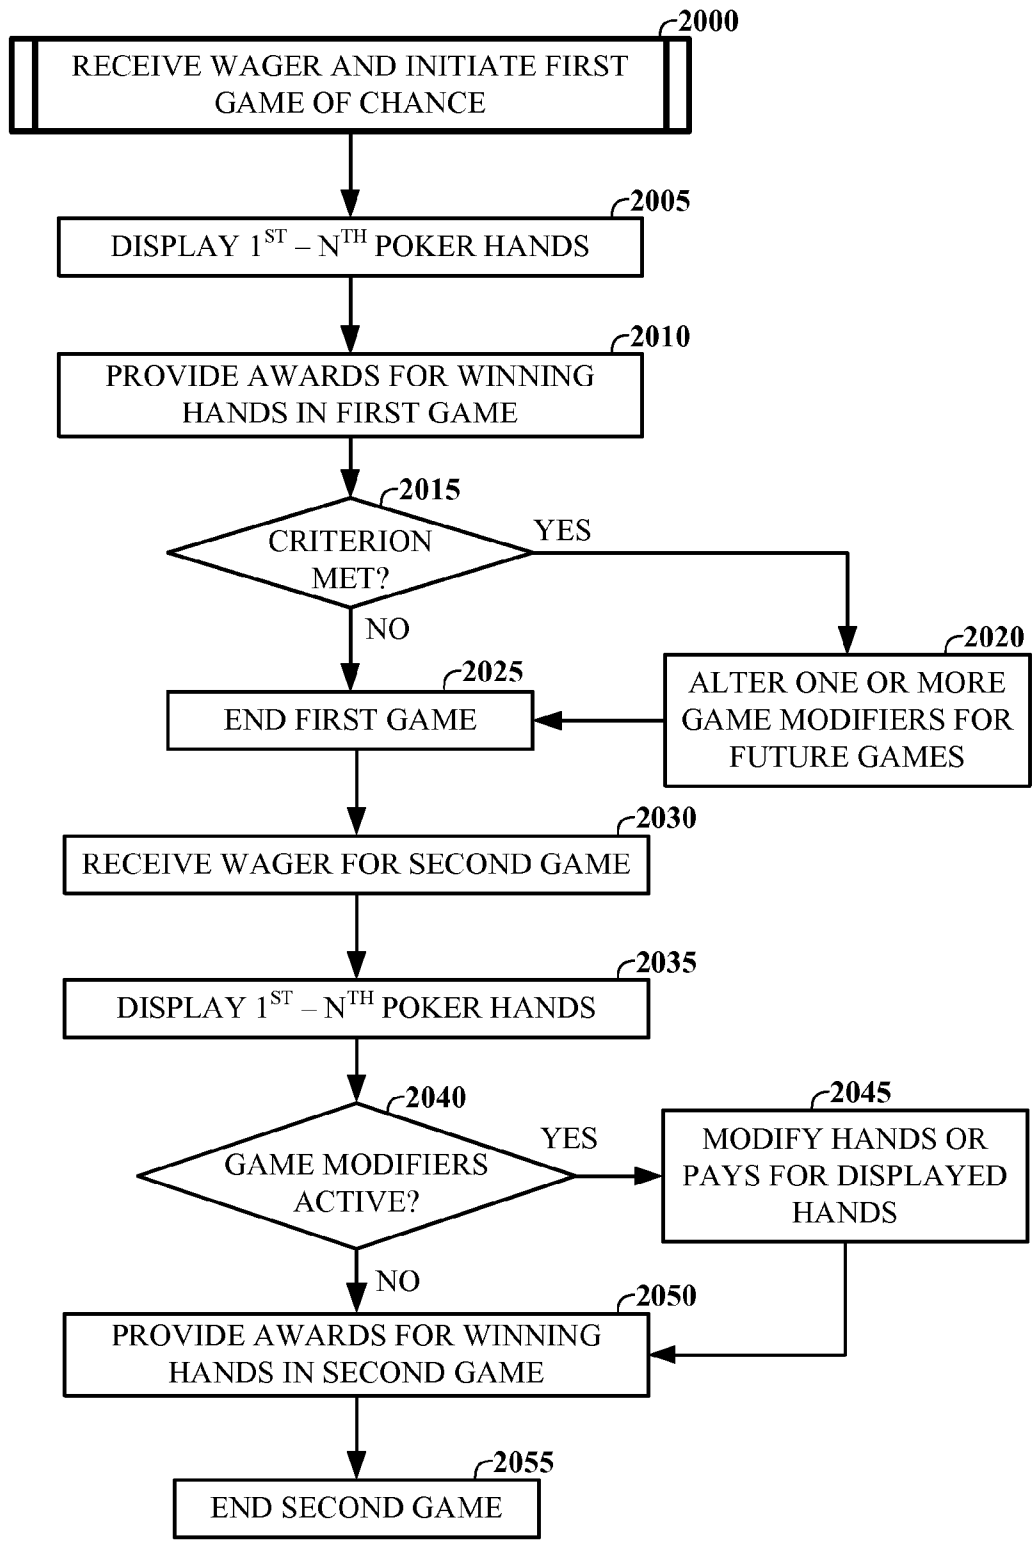 2000
RECEIVE WAGER AND INITIATE FIRST
GAME OF CHANCE
2005
DISPLAY 1ST – NTH POKER HANDS
2010
PROVIDE AWARDS FOR WINNING
HANDS IN FIRST GAME
2015
CRITERION
MET?
YES
NO
2020
ALTER ONE OR MORE
GAME MODIFIERS FOR
FUTURE GAMES
2025
END FIRST GAME
2030
RECEIVE WAGER FOR SECOND GAME
2035
DISPLAY 1ST – NTH POKER HANDS
2040
GAME MODIFIERS
ACTIVE?
YES
NO
2045
MODIFY HANDS OR
PAYS FOR DISPLAYED
HANDS
2050
PROVIDE AWARDS FOR WINNING
HANDS IN SECOND GAME
2055
END SECOND GAME